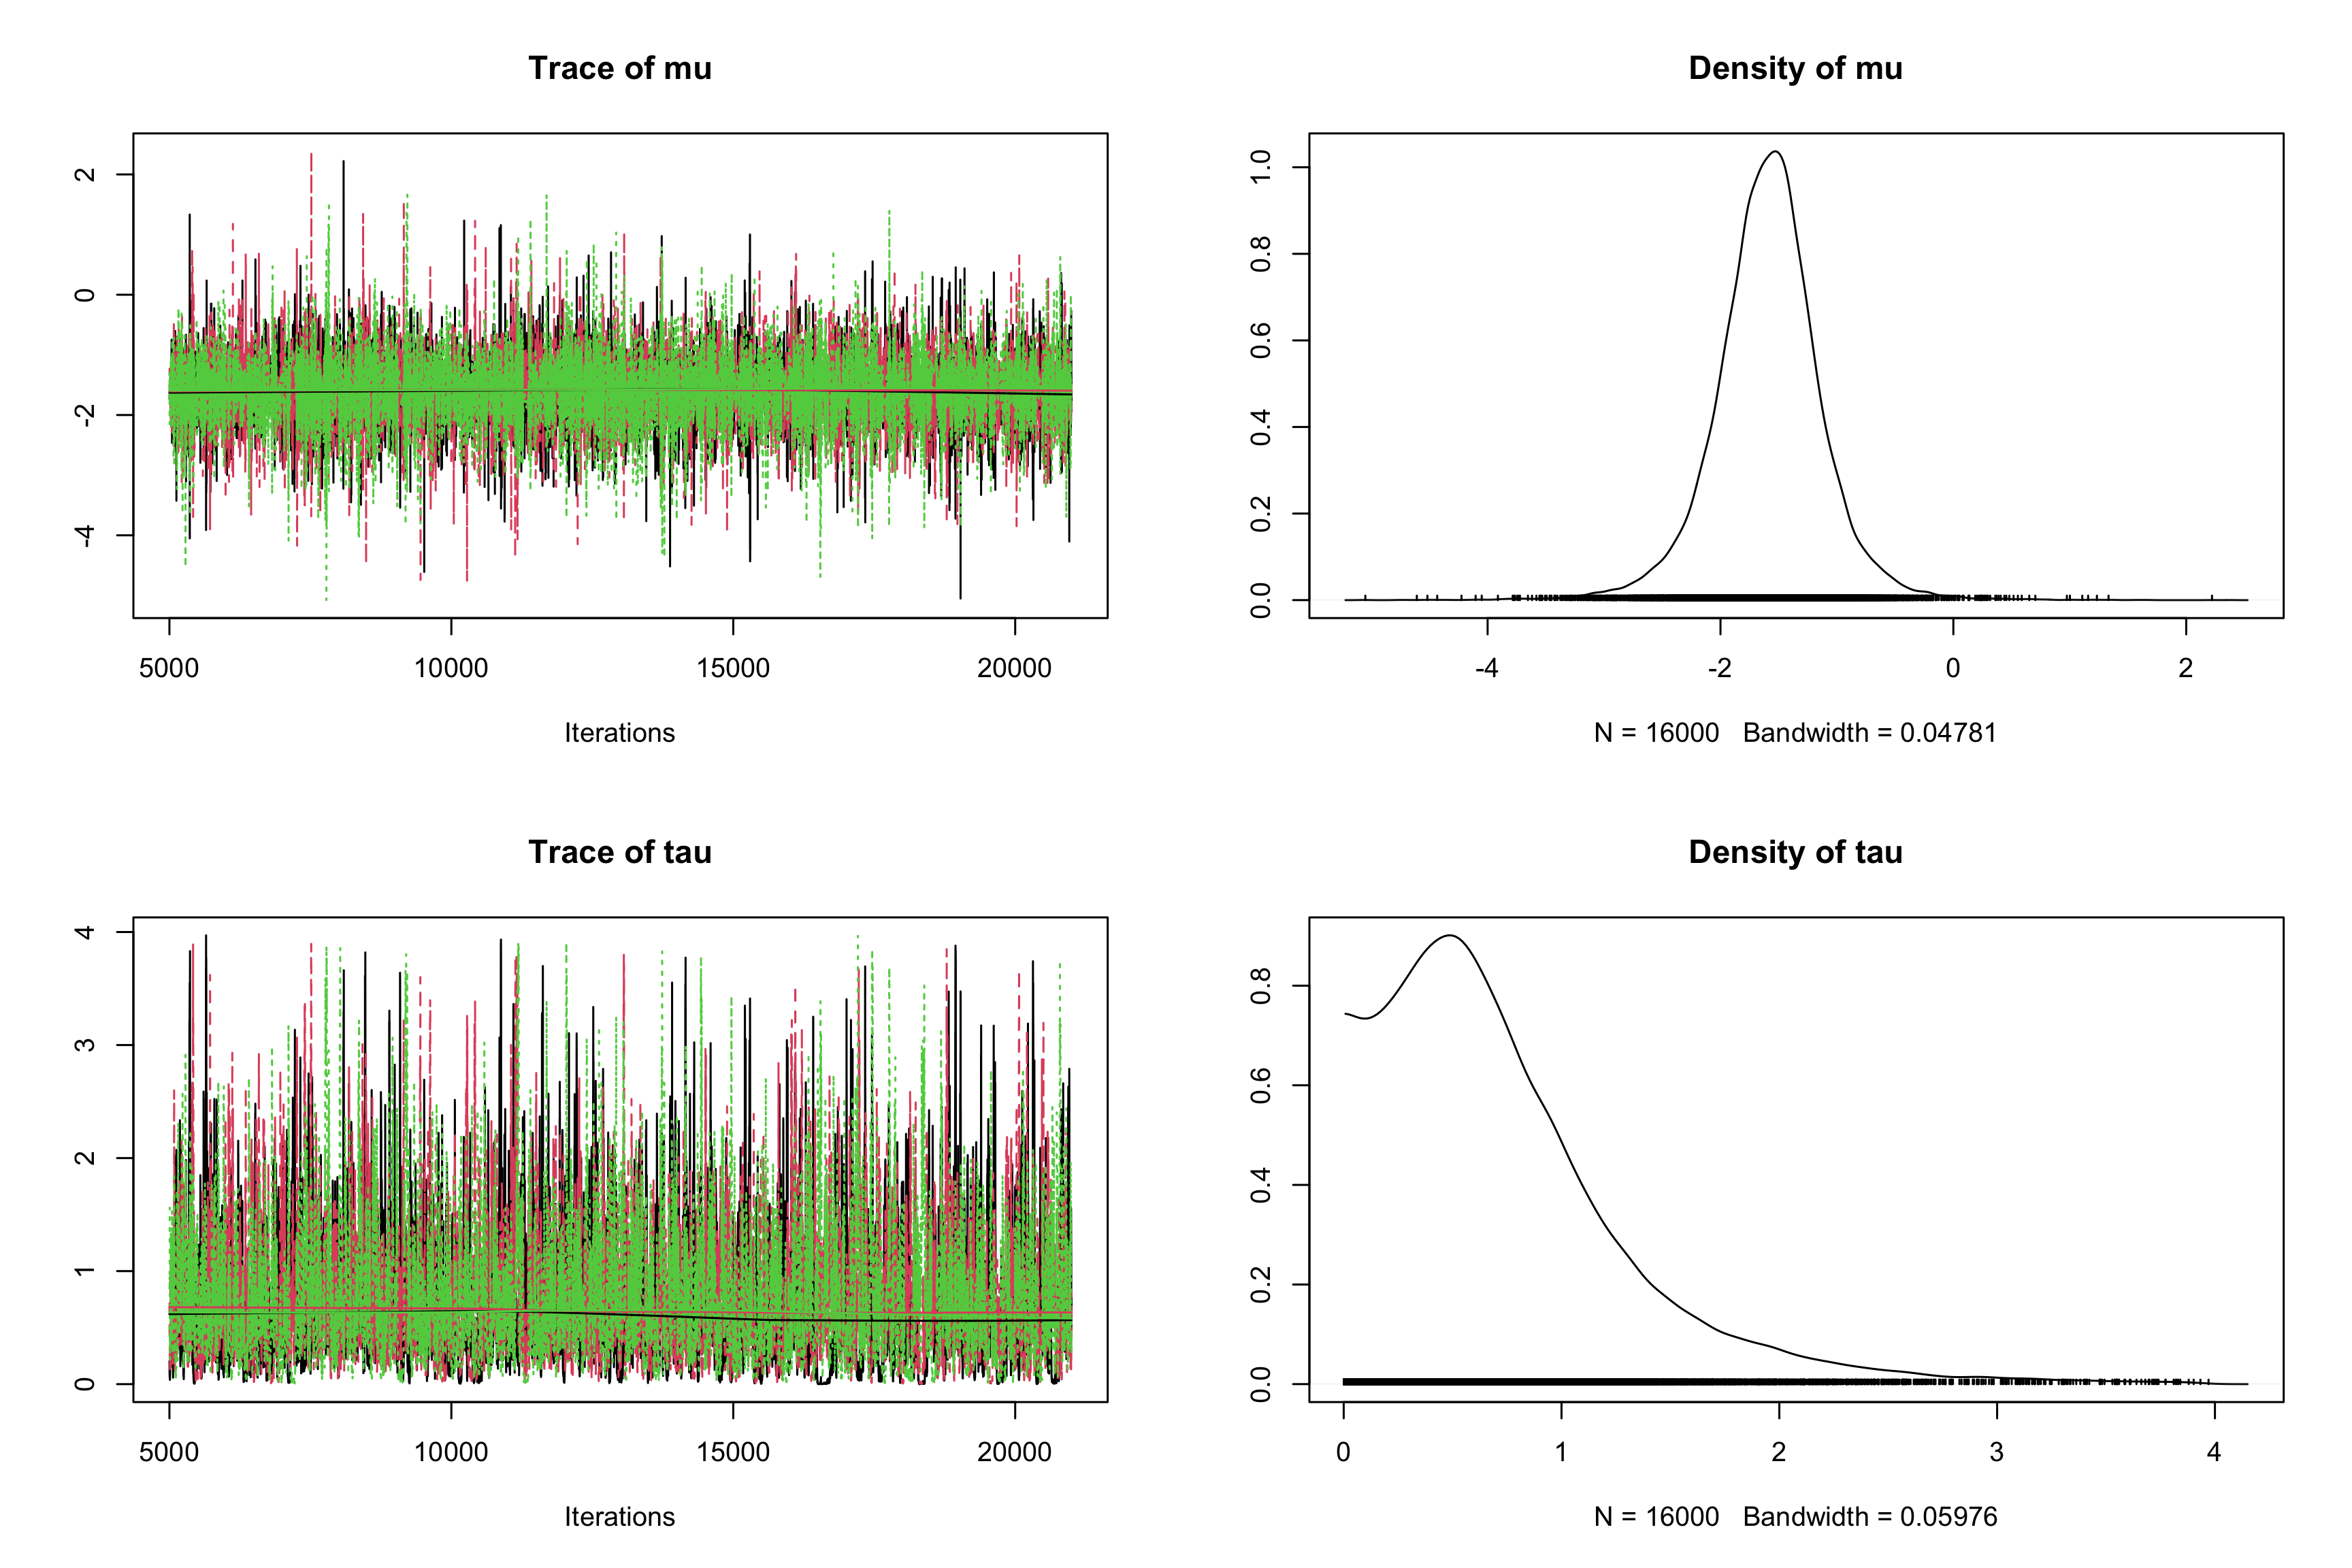 Trace of mu
2
0
-2
-4
5000 10000 15000 20000
Iterations
Density of mu
1.0
0.8
0.6
0.4
0.2
0.0
-4 -2 0 2
N = 16000 Bandwidth = 0.04781
Trace of tau
4
3
2
1
0
5000 10000 15000 20000
Iterations
Density of tau
0.8
0.6
0.4
0.2
0.0
0 1 2 3 4
N = 16000 Bandwidth = 0.05976